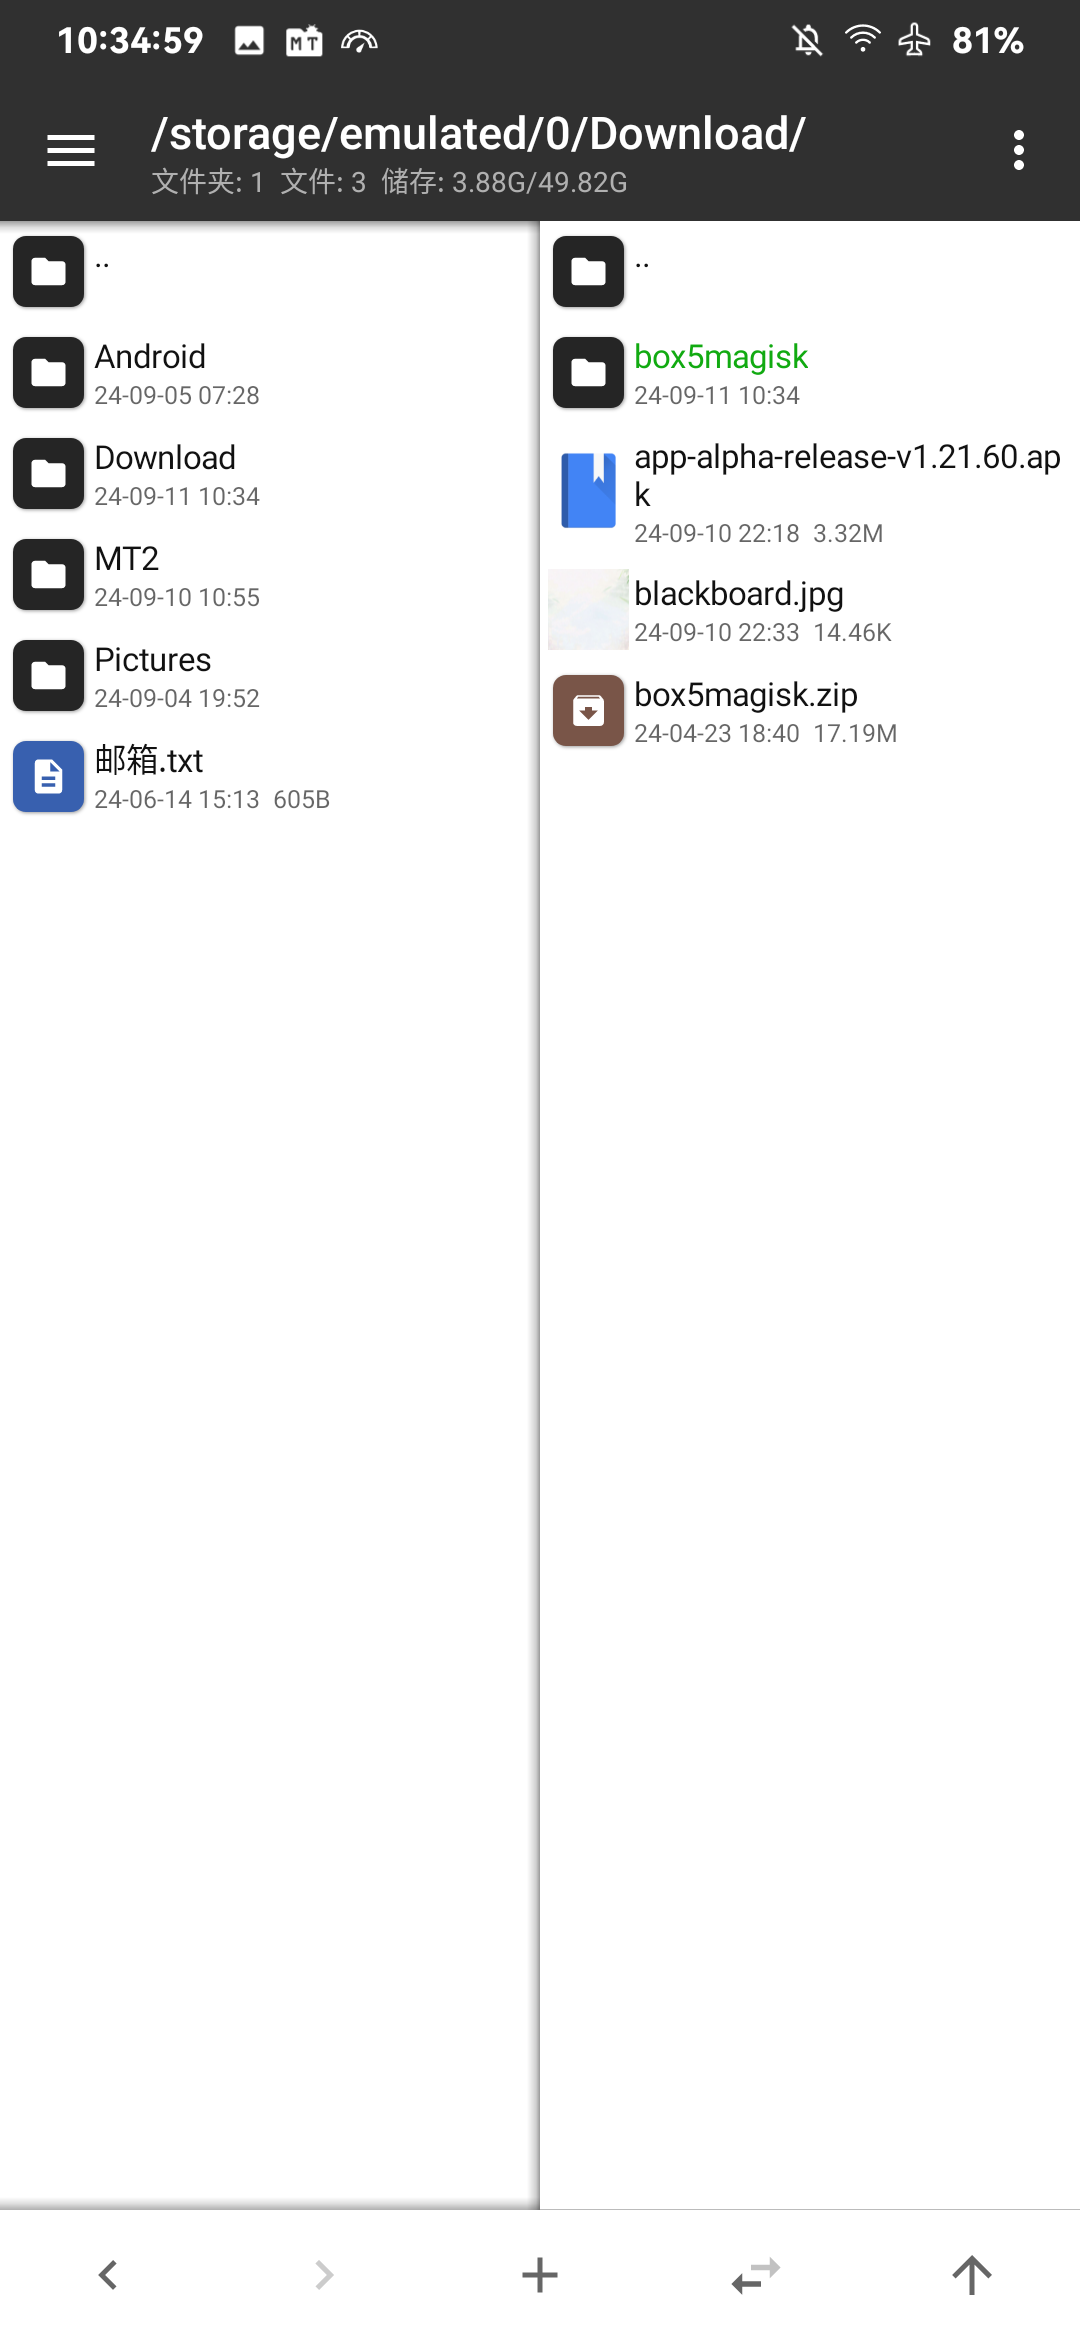 10:34:59 MT 81%
/storage/emulated/0/Download/
文件夹: 1 文件: 3 储存: 3.88G/49.82G
..
Android
24-09-05 07:28
Download
24-09-11 10:34
MT2
24-09-10 10:55
Pictures
24-09-04 19:52
邮箱.txt
24-06-14 15:13 605B
..
box5magisk
24-09-11 10:34
app-alpha-release-v1.21.60.ap
k
24-09-10 22:18 3.32M
blackboard.jpg
24-09-10 22:33 14.46K
box5magisk.zip
24-04-23 18:40 17.19M